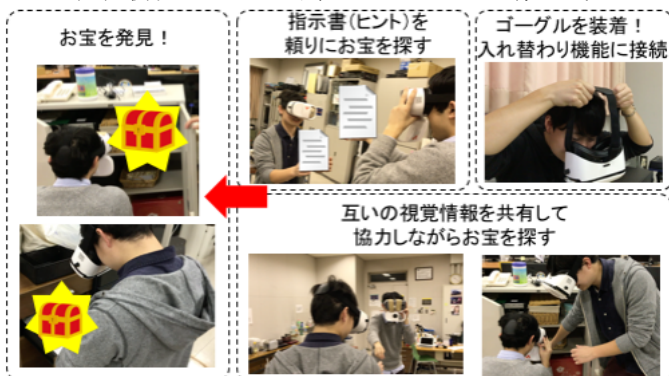 お宝を発見！
指示書（ヒント）を
頼りにお宝を探す
ゴーグルを装着！
入れ替わり機能に接続
互いの視覚情報を共有して
協力しながらお宝を探す